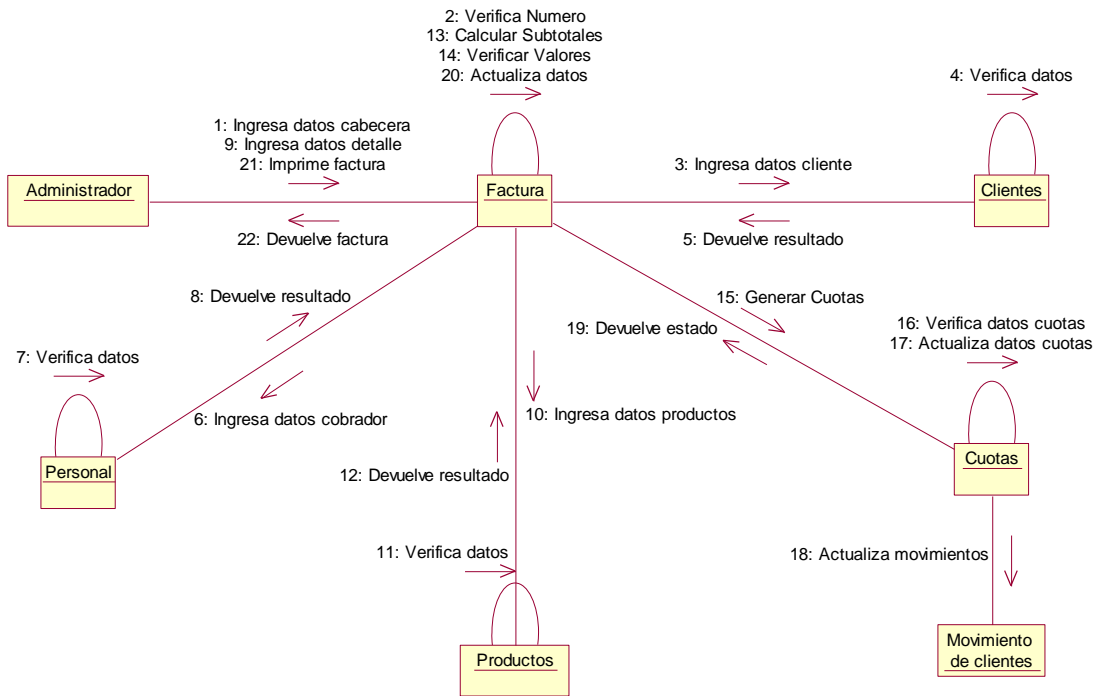 2: Verifica Numero
13: Calcular Subtotales
14: Verificar Valores
20: Actualiza datos
4: Verifica datos
1: Ingresa datos cabecera
9: Ingresa datos detalle
21: Imprime factura
3: Ingresa datos cliente
Administrador
Factura
Clientes
22: Devuelve factura
5: Devuelve resultado
8: Devuelve resultado
15: Generar Cuotas
19: Devuelve estado
16: Verifica datos cuotas
17: Actualiza datos cuotas
7: Verifica datos
6: Ingresa datos cobrador
10: Ingresa datos productos
Personal
Cuotas
12: Devuelve resultado
11: Verifica datos
18: Actualiza movimientos
Productos
Movimiento
de clientes